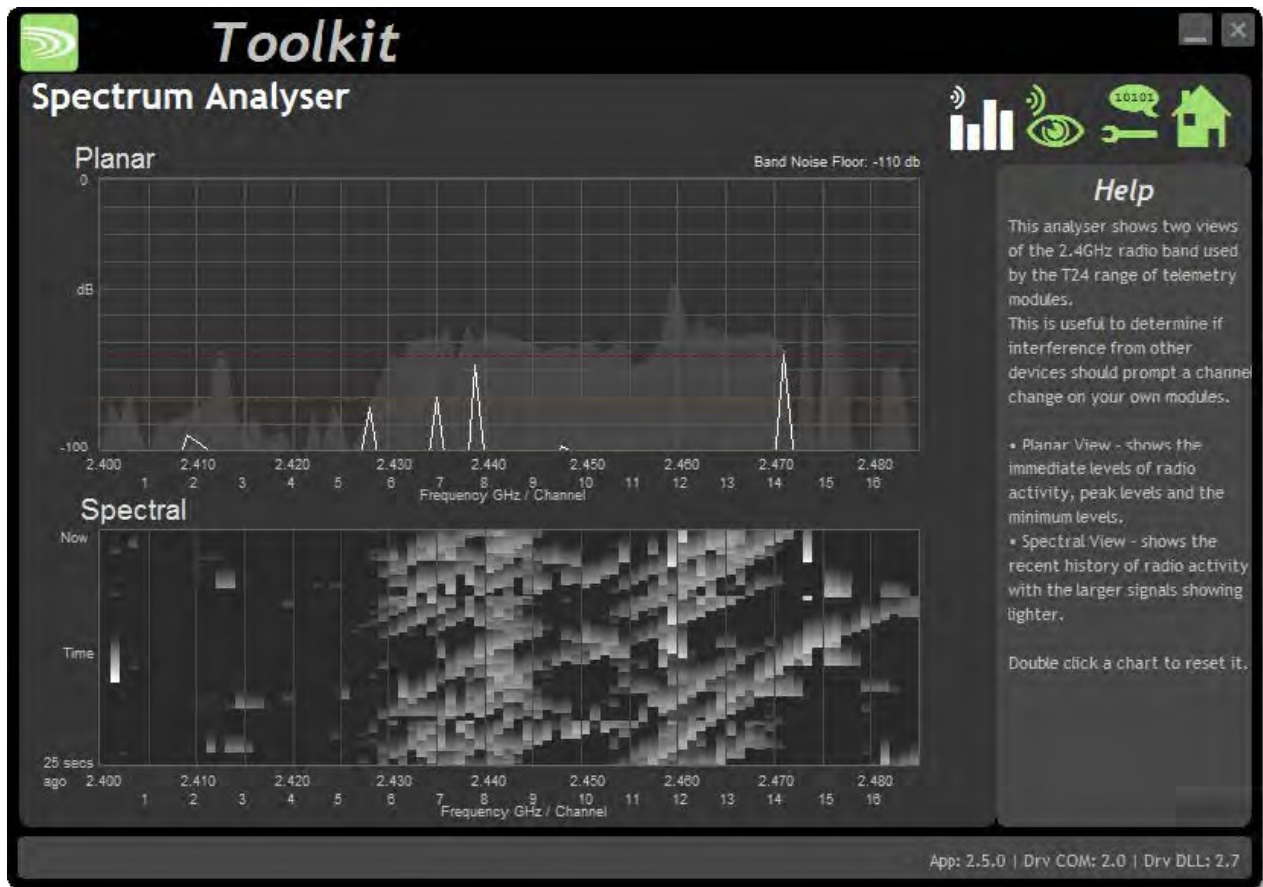 Toolkit
Spectrum Analyser
10101
Planar
Band Noise Floor: -110 db
0
dB
-100
2.400 2.410 2.420 2.430 2.440 2.450 2.460 2.470 2.480
1 2 3 4 5 6 7 8 9 10 11 12 13 14 15 16
Frequency GHz / Channel
Spectral
Now
Time
25 secs
ago
2.400 2.410 2.420 2.430 2.440 2.450 2.460 2.470 2.480
1 2 3 4 5 6 7 8 9 10 11 12 13 14 15 16
Frequency GHz / Channel
Help
This analyser shows two views
of the 2.4GHz radio band used
by the T24 range of telemetry
modules.
This is useful to determine if
interference from other
devices should prompt a channel
change on your own modules.
• Planar View - shows the
immediate levels of radio
activity, peak levels and the
minimum levels.
• Spectral View - shows the
recent history of radio activity
with the larger signals showing
lighter.
Double click a chart to reset it.
App: 2.5.0 | Drv COM: 2.0 | Drv DLL: 2.7